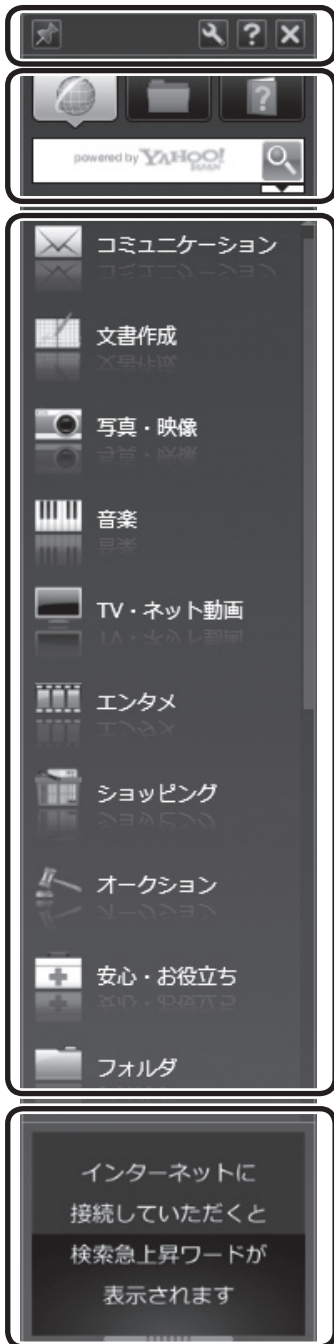 ?
?
powered by YAHOO!
JAPAN
コミュニケーション
文書作成
写真・映像
音楽
TV・ネット動画
エンタメ
ショッピング
オークション
安心・お役立ち
フォルダ
インターネットに
接続していただくと
検索急上昇ワードが
表示されます